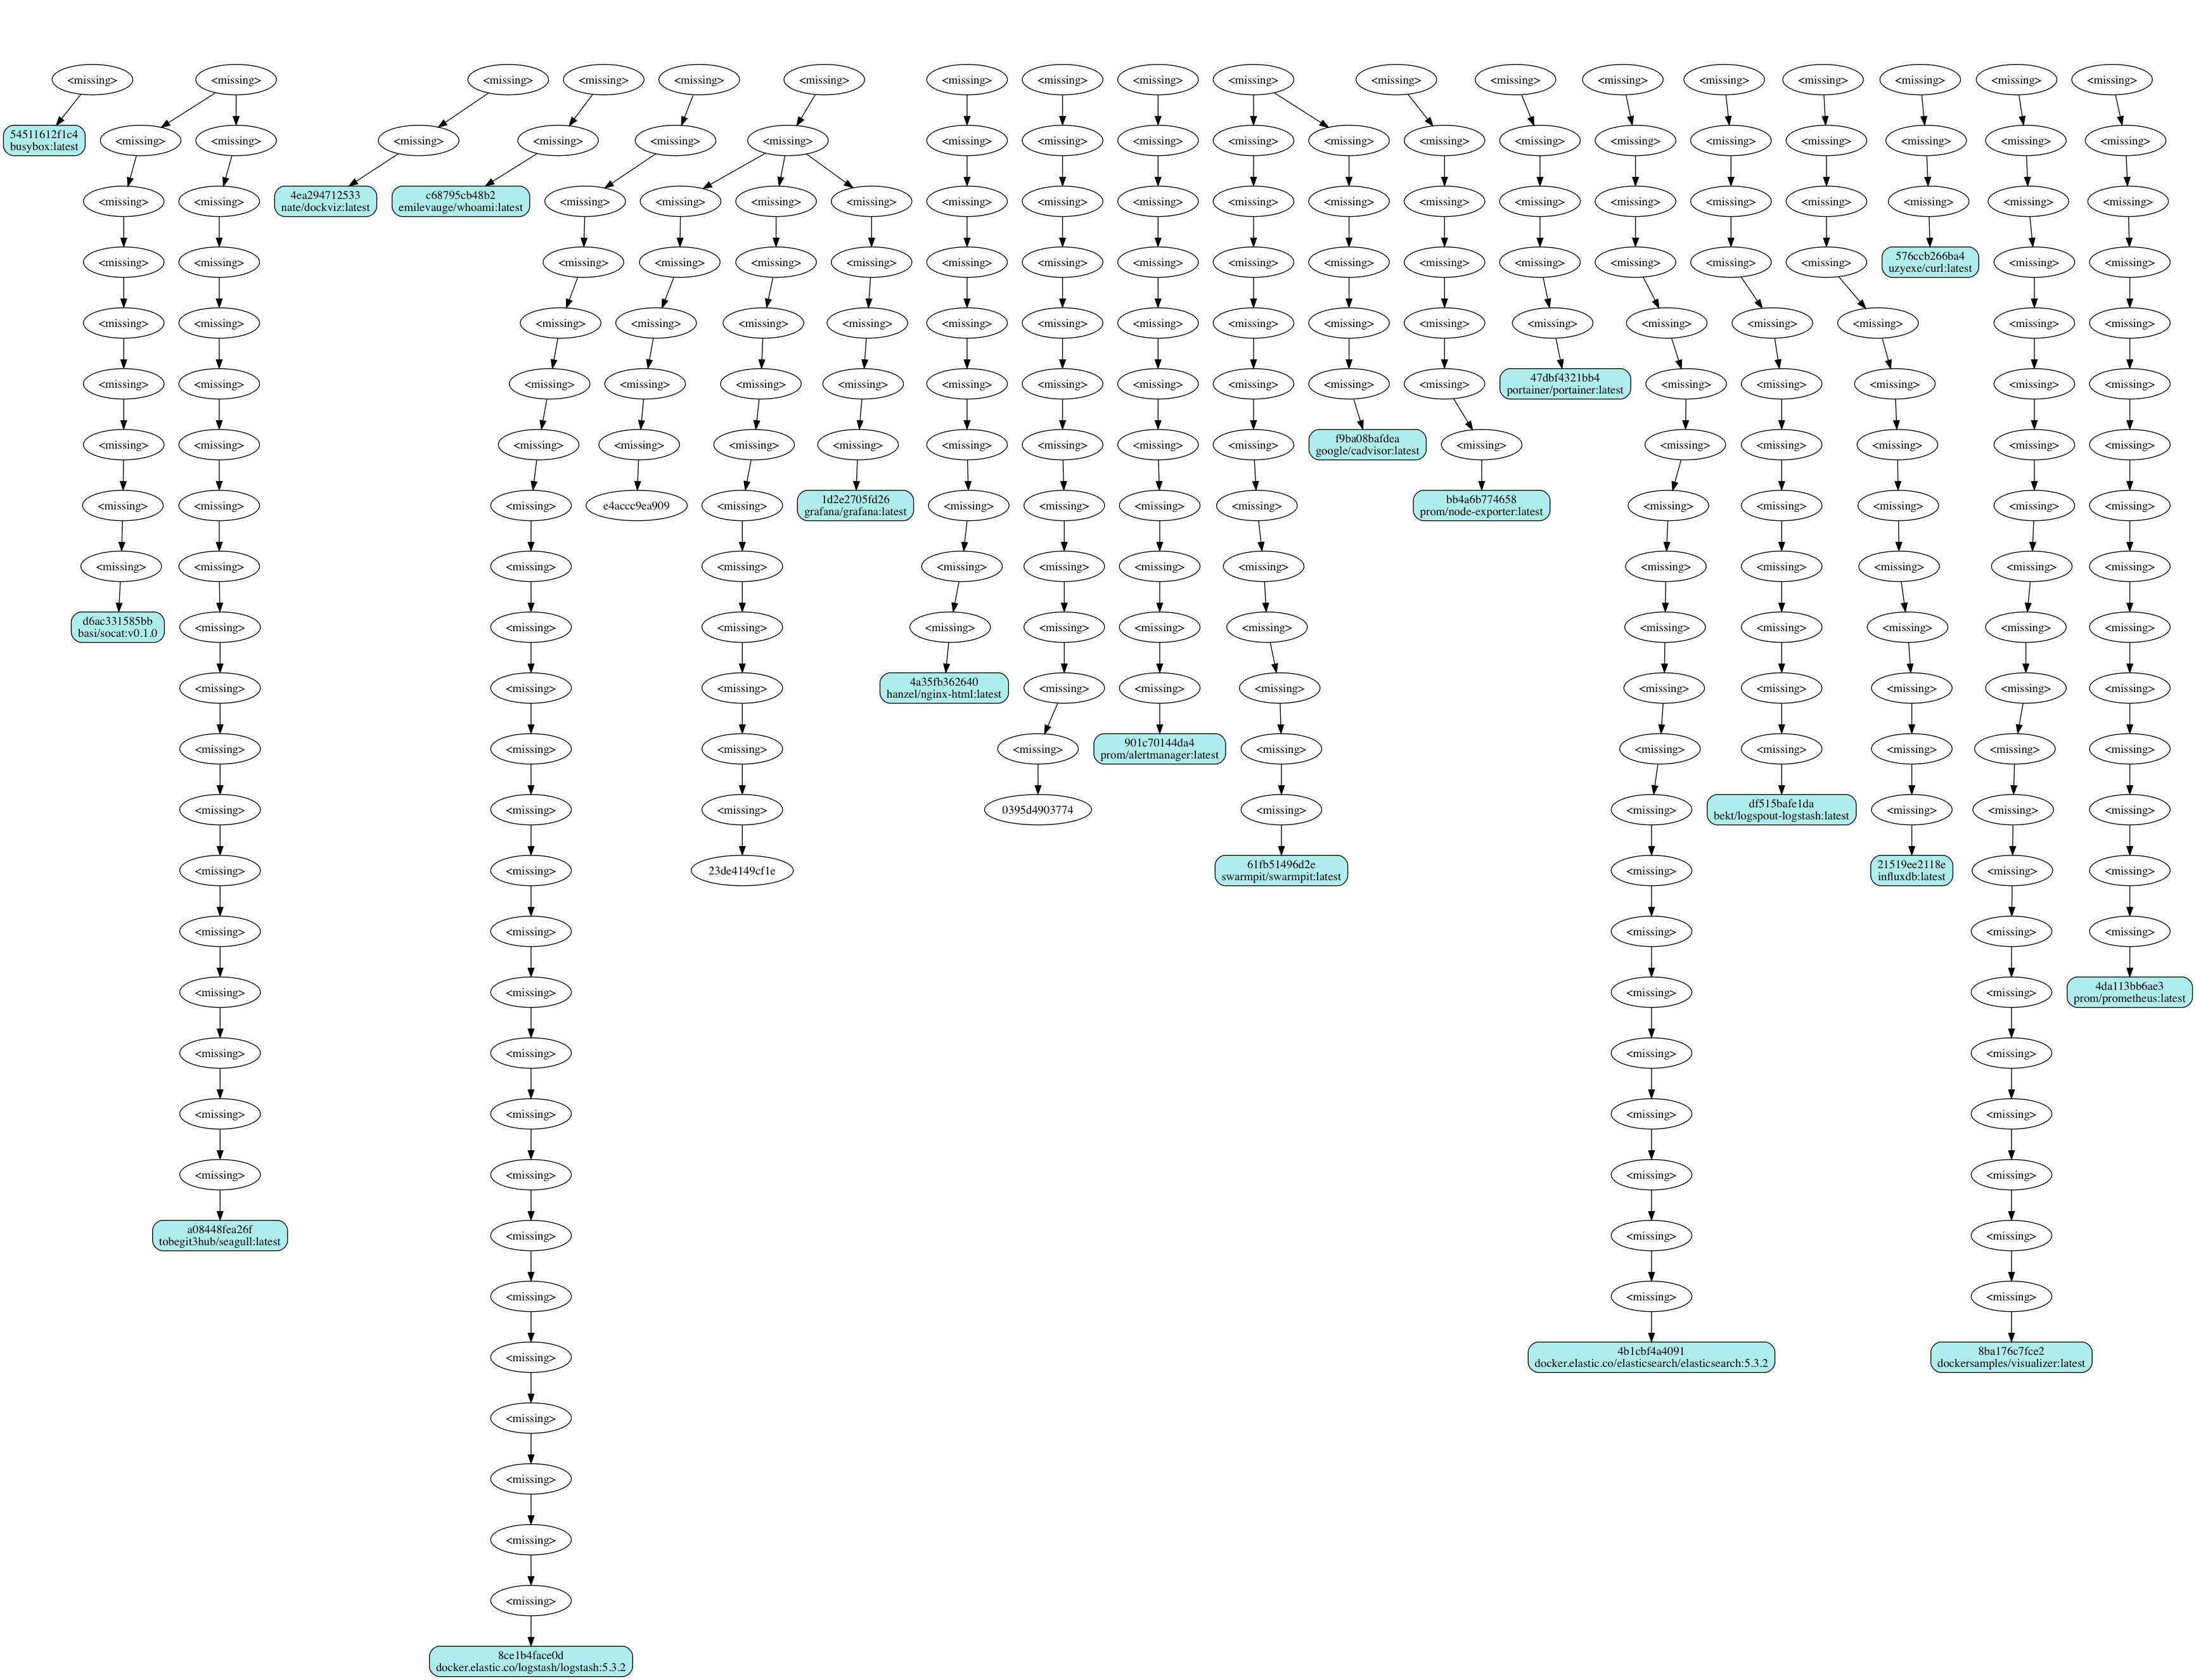 <missing> <missing> <missing> <missing> <missing> <missing> <missing> <missing> <missing> <missing> <missing> <missing> <missing> <missing> <missing> <missing> <missing> <missing>
54511612f1c4
busybox:latest
<missing> <missing> <missing> <missing> <missing> <missing> <missing> <missing> <missing> <missing> <missing> <missing> <missing> <missing> <missing> <missing> <missing> <missing> <missing>
<missing> <missing>
4ea294712533
nate/dockviz:latest
c68795cb48b2
emilevauge/whoami:latest
<missing> <missing> <missing> <missing> <missing> <missing> <missing> <missing> <missing> <missing> <missing> <missing> <missing> <missing> <missing> <missing> <missing>
<missing> <missing> <missing> <missing> <missing> <missing> <missing> <missing> <missing> <missing> <missing> <missing> <missing> <missing> <missing> <missing>
576ccb266ba4
uzyexe/curl:latest
<missing> <missing>
<missing> <missing> <missing> <missing> <missing> <missing> <missing> <missing> <missing> <missing> <missing> <missing> <missing> <missing> <missing> <missing> <missing> <missing>
<missing> <missing> <missing> <missing> <missing> <missing> <missing> <missing> <missing> <missing> <missing> <missing>
47dbf4321bb4
portainer/portainer:latest
<missing> <missing> <missing> <missing> <missing>
<missing> <missing> <missing> <missing> <missing> <missing> <missing> <missing> <missing> <missing>
f9ba08bafdea
google/cadvisor:latest
<missing> <missing> <missing> <missing> <missing> <missing>
<missing> <missing> <missing> e4accc9ea909 <missing>
1d2e2705fd26
grafana/grafana:latest
<missing> <missing> <missing> <missing>
bb4a6b774658
prom/node-exporter:latest
<missing> <missing> <missing> <missing> <missing>
<missing> <missing> <missing> <missing> <missing> <missing> <missing> <missing> <missing> <missing> <missing> <missing> <missing>
d6ac331585bb
basi/socat:v0.1.0
<missing> <missing> <missing> <missing> <missing> <missing> <missing> <missing> <missing> <missing> <missing> <missing>
<missing> <missing> <missing>
4a35fb362640
hanzel/nginx-html:latest
<missing> <missing> <missing> <missing> <missing> <missing> <missing> <missing>
<missing> <missing> <missing> <missing>
901c70144da4
prom/alertmanager:latest
<missing> <missing> <missing> <missing> <missing> <missing>
<missing> <missing> <missing> 0395d4903774 <missing> <missing>
df515bafe1da
bekt/logspout-logstash:latest
<missing> <missing> <missing>
<missing> <missing> 23de4149cf1e
61fb51496d2e
swarmpit/swarmpit:latest
<missing>
21519ee2118e
influxdb:latest
<missing> <missing>
<missing> <missing> <missing> <missing> <missing>
<missing> <missing> <missing> <missing>
4da113bb6ae3
prom/prometheus:latest
<missing> <missing> <missing> <missing>
<missing> <missing> <missing> <missing>
<missing> <missing> <missing> <missing>
a08448fea26f
tobegit3hub/seagull:latest
<missing> <missing> <missing>
<missing> <missing> <missing>
<missing>
4b1cbf4a4091
docker.elastic.co/elasticsearch/elasticsearch:5.3.2
8ba176c7fce2
dockersamples/visualizer:latest
<missing>
<missing>
<missing>
<missing>
8ce1b4face0d
docker.elastic.co/logstash/logstash:5.3.2